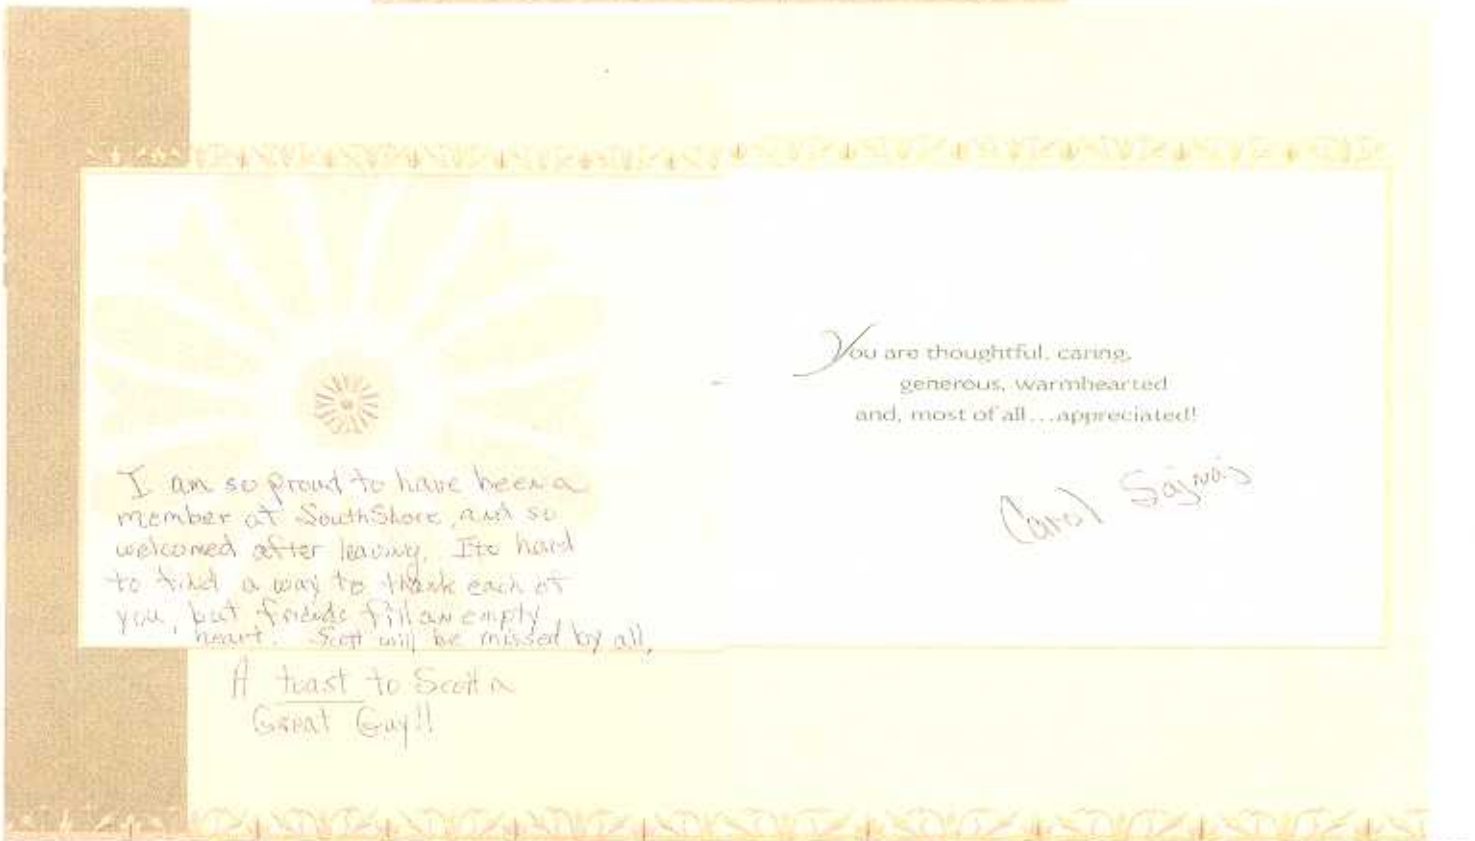 I am so proud to have been a
member at SouthShore, and so
welcomed after leaving. Its hard
to find a way to thank each of
you, but friends fill an empty
heart. Scott will be missed by all,
A toast to Scott a
Great Guy!!
You are thoughtful, caring,
generous, warmhearted
and, most of all...appreciated!
Carol